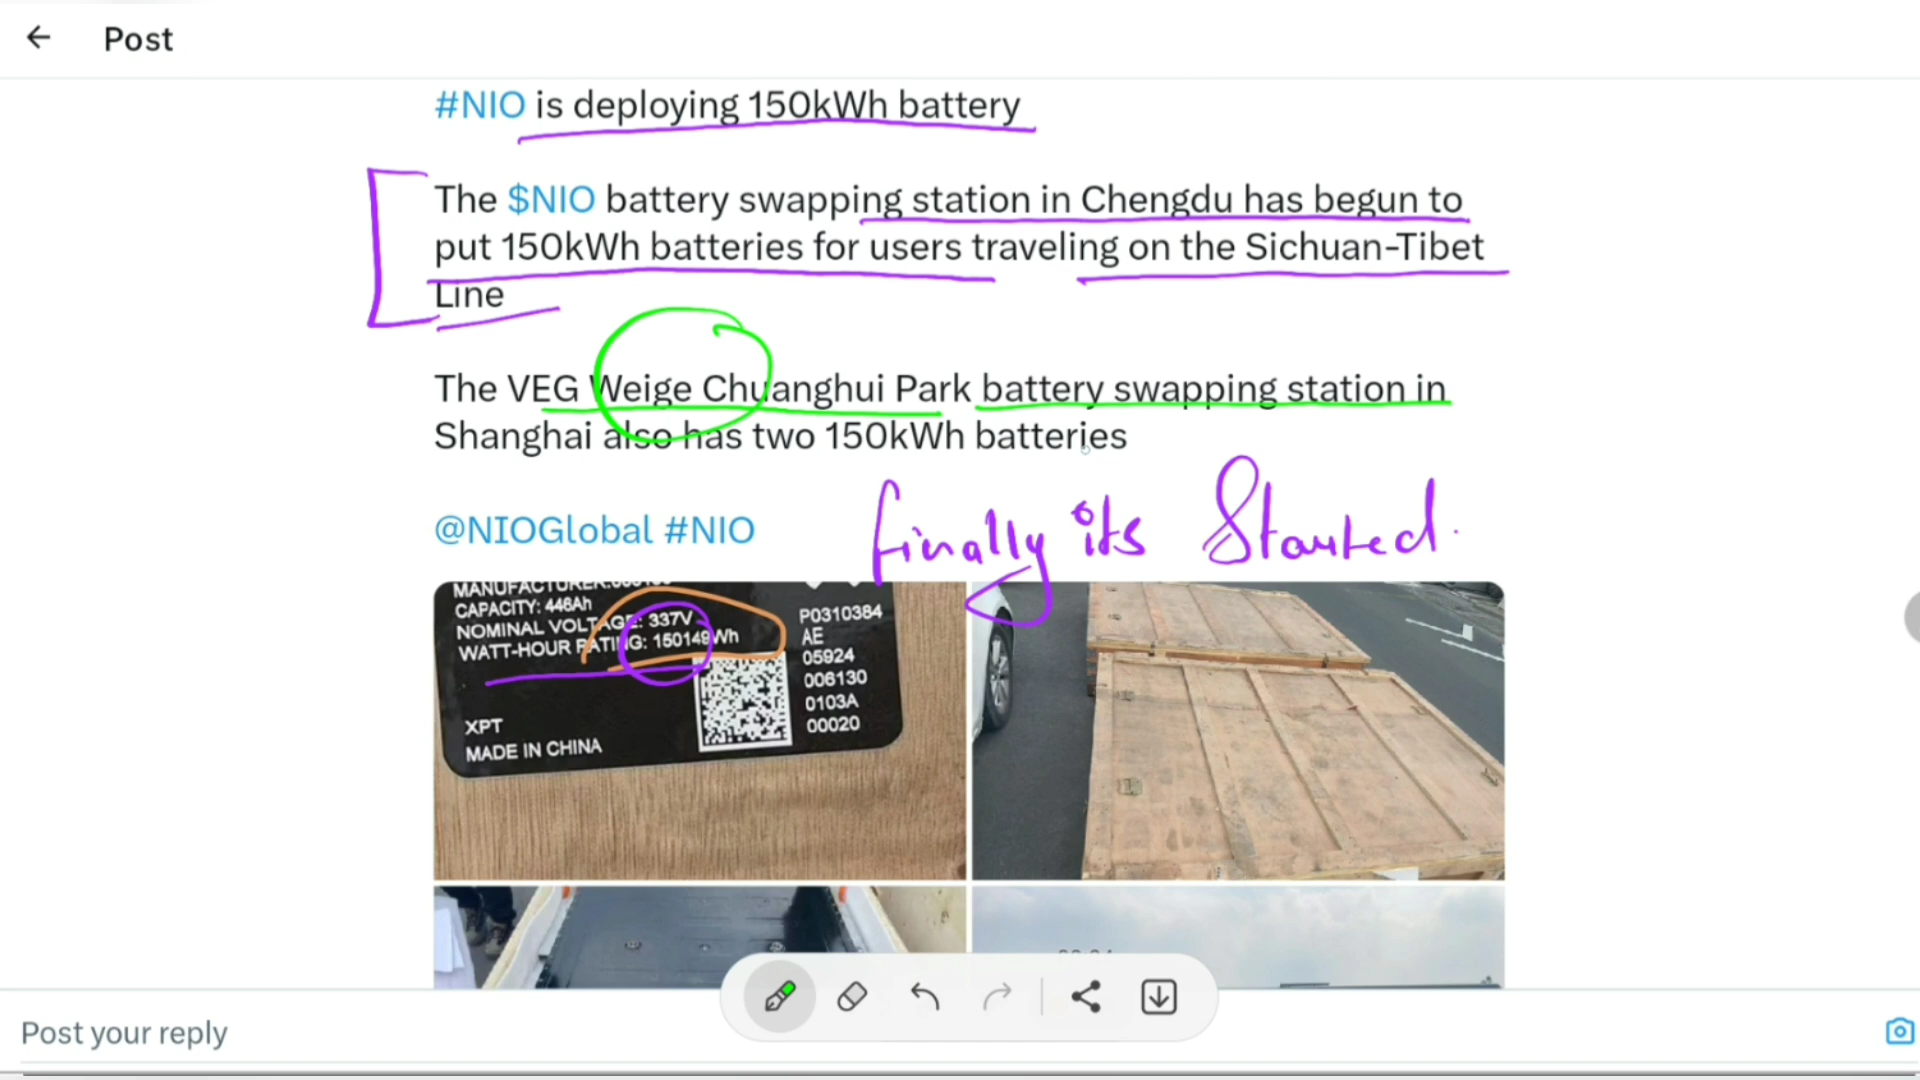 Post
#NIO is deploying 150kWh battery
The $NIO battery swapping station in Chengdu has begun to
put 150kWh batteries for users traveling on the Sichuan-Tibet
Line
The VEG Weige Chuanghui Park battery swapping station in
Shanghai also has two 150kWh batteries
@NIOGlobal #NIO
finally its Started.
CAPACITY: 446Ah
NOMINAL VOLTAGE: 337V
WATT-HOUR RATING: 150149Wh
XPT
MADE IN CHINA
P0310384
AE
05924
006130
0103A
00020
Post your reply